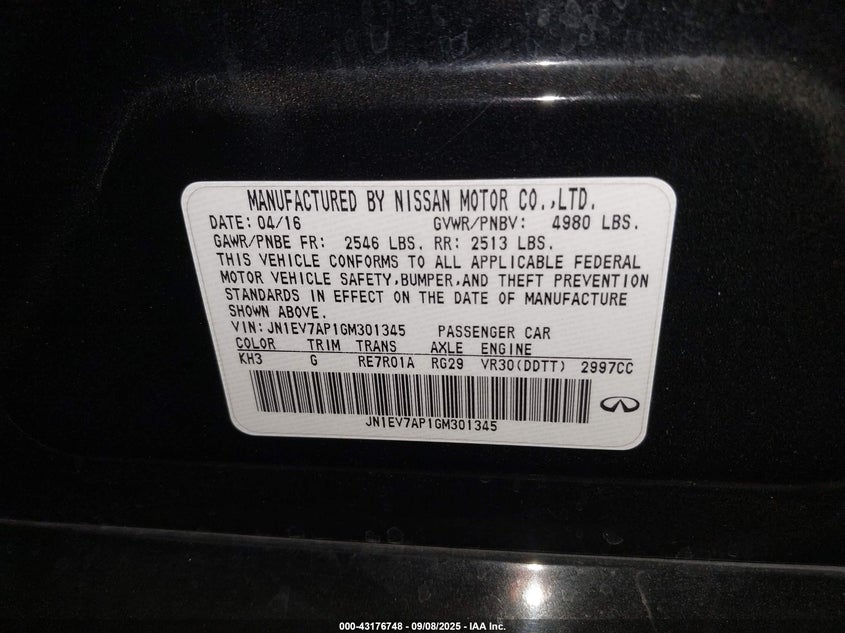 MANUFACTURED BY NISSAN MOTOR CO.,LTD.
DATE: 04/16 GVWR/PNBV: 4980 LBS.
GAWR/PNBE FR: 2546 LBS. RR: 2513 LBS.
THIS VEHICLE CONFORMS TO ALL APPLICABLE FEDERAL
MOTOR VEHICLE SAFETY,BUMPER,AND THEFT PREVENTION
STANDARDS IN EFFECT ON THE DATE OF MANUFACTURE
SHOWN ABOVE.
VIN:JN1EV7AP1GM301345 PASSENGER CAR
COLOR TRIM TRANS AXLE ENGINE
KH3 G RE7R01A RG29 VR30(DDTT) 2997CC
JN1EV7AP1GM301345
000-43176748 - 09/08/2025 - IAA Inc.